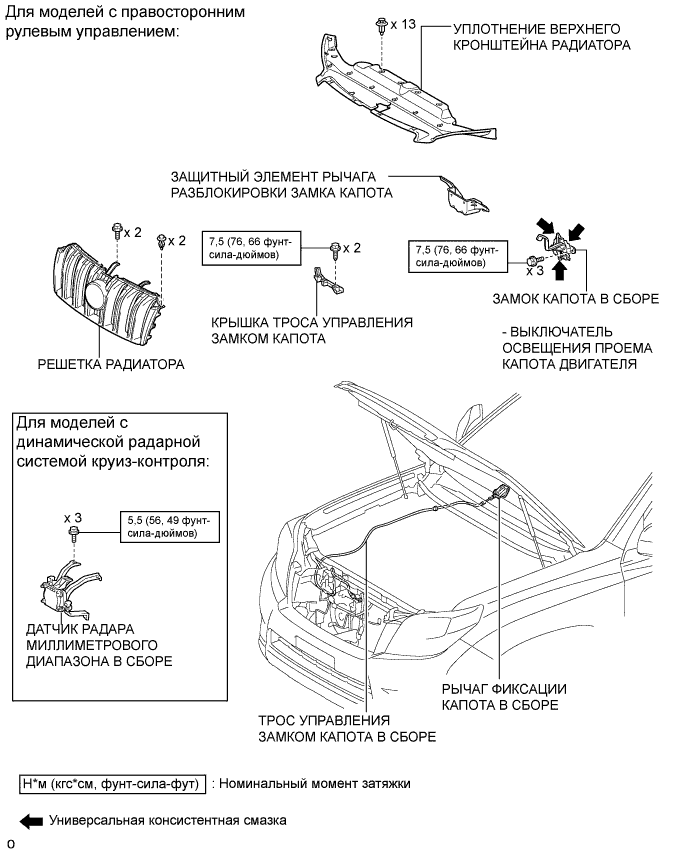 Для моделей с правосторонним
рулевым управлением:
x 13
УПЛОТНЕНИЕ ВЕРХНЕГО
КРОНШТЕЙНА РАДИАТОРА
ЗАЩИТНЫЙ ЭЛЕМЕНТ РЫЧАГА
РАЗБЛОКИРОВКИ ЗАМКА КАПОТА
x 2
x 2
7,5 (76, 66 фунт-
сила-дюймов)
x 2
7,5 (76, 66 фунт-
сила-дюймов)
x 3
ЗАМОК КАПОТА В СБОРЕ
КРЫШКА ТРОСА УПРАВЛЕНИЯ
ЗАМКОМ КАПОТА
- ВЫКЛЮЧАТЕЛЬ
ОСВЕЩЕНИЯ ПРОЕМА
КАПОТА ДВИГАТЕЛЯ
РЕШЕТКА РАДИАТОРА
Для моделей с
динамической радарной
системой круиз-контроля:
x 3
5,5 (56, 49 фунт-
сила-дюймов)
ДАТЧИК РАДАРА
МИЛЛИМЕТРОВОГО
ДИАПАЗОНА В СБОРЕ
РЫЧАГ ФИКСАЦИИ
КАПОТА В СБОРЕ
ТРОС УПРАВЛЕНИЯ
ЗАМКОМ КАПОТА В СБОРЕ
Н*м (кгс*см, фунт-сила-фут) : Номинальный момент затяжки
Универсальная консистентная смазка
O